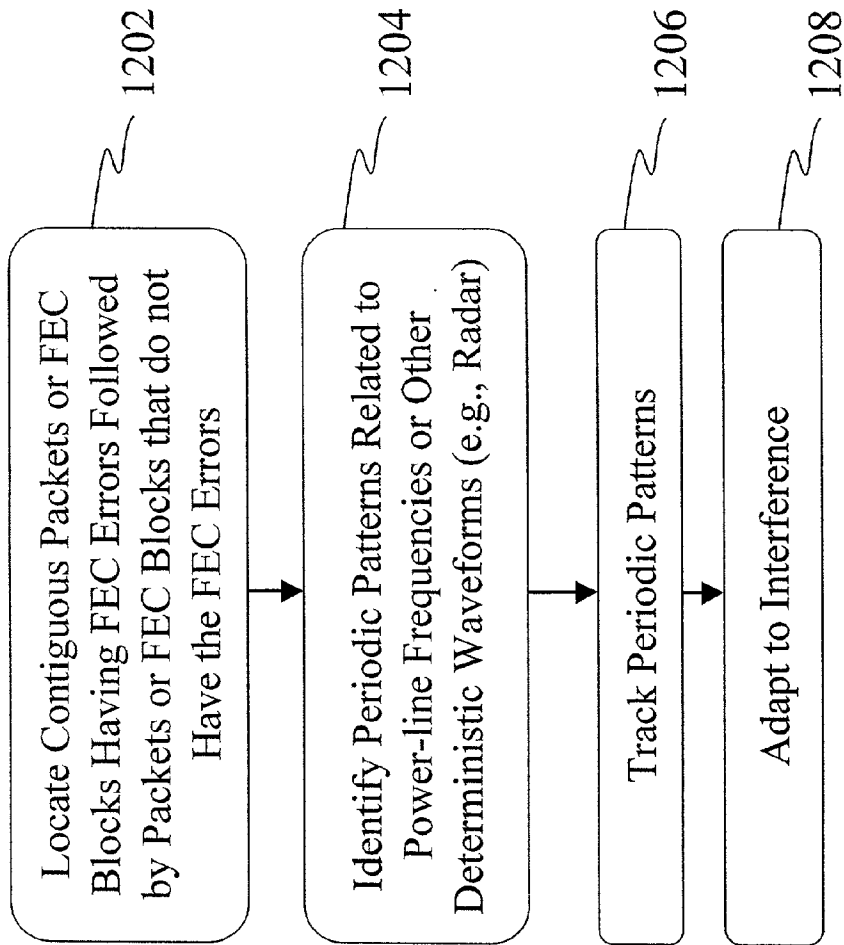 Locate Contiguous Packets or FEC
Blocks Having FEC Errors Followed
by Packets or FEC Blocks that do not
Have the FEC Errors
1202
Identify Periodic Patterns Related to
Power-line Frequencies or Other
Deterministic Waveforms (e.g., Radar)
1204
Track Periodic Patterns
1206
Adapt to Interference
1208